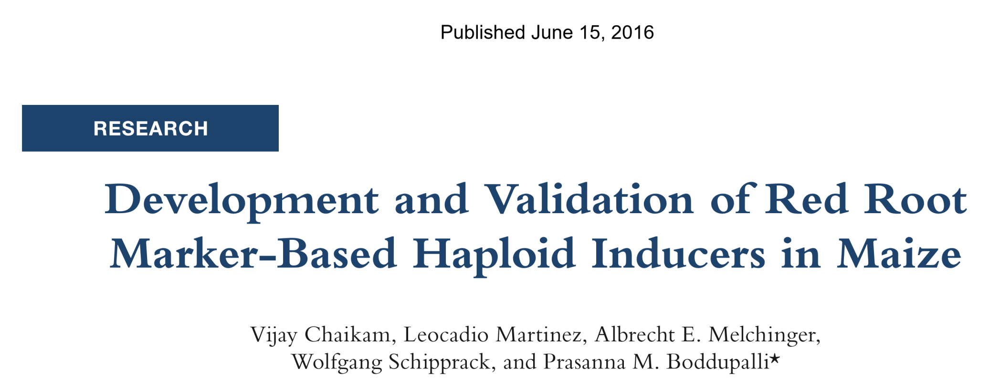 Published June 15, 2016
RESEARCH
Development and Validation of Red Root
Marker-Based Haploid Inducers in Maize
Vijay Chaikam, Leocadio Martinez, Albrecht E. Melchinger,
Wolfgang Schipprack, and Prasanna M. Boddupalli★